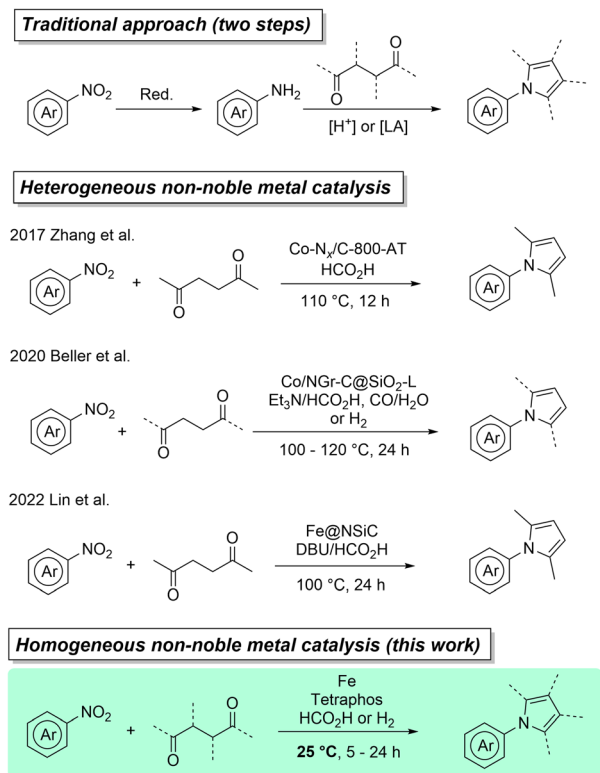 Traditional approach (two steps)
NO2
Ar
Red.
NH2
Ar
O
O
[H+] or [LA]
N
Ar
Heterogeneous non-noble metal catalysis
2017 Zhang et al.
NO2
Ar
+
O
O
Co-Nx/C-800-AT
HCO2H
110 °C, 12 h
N
Ar
2020 Beller et al.
NO2
Ar
+
O
O
Co/NGr-C@SiO2-L
Et3N/HCO2H, CO/H2O
or H2
100 - 120 °C, 24 h
N
Ar
2022 Lin et al.
NO2
Ar
+
O
O
Fe@NSiC
DBU/HCO2H
100 °C, 24 h
N
Ar
Homogeneous non-noble metal catalysis (this work)
NO2
Ar
+
O
O
Fe
Tetraphos
HCO2H or H2
25 °C, 5 - 24 h
N
Ar